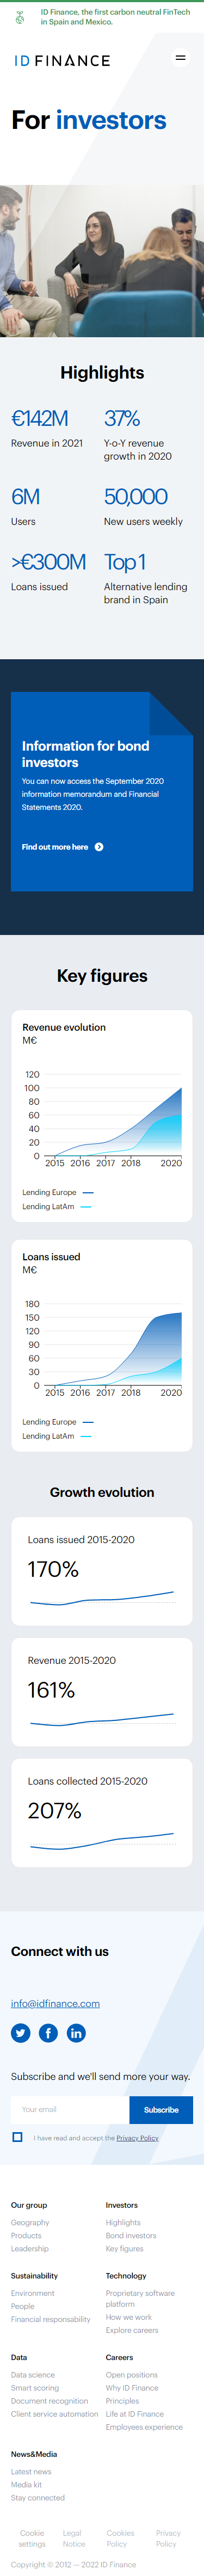 ID Finance, the first carbon neutral FinTech
in Spain and Mexico.
ID FINANCE
For investors
Highlights
€142M
Revenue in 2021
37%
Y-o-Y revenue
growth in 2020
6M
Users
50,000
New users weekly
>€300M
Loans issued
Top 1
Alternative lending
brand in Spain
Information for bond
investors
You can now access the September 2020
information memorandum and Financial
Statements 2020.
Find out more here
Key figures
Revenue evolution
M€
120
100
80
60
40
20
0
2015 2016 2017 2018 2020
Lending Europe
Lending LatAm
Loans issued
M€
180
150
120
90
60
30
0
2015 2016 2017 2018 2020
Lending Europe
Lending LatAm
Growth evolution
Loans issued 2015-2020
170%
Revenue 2015-2020
161%
Loans collected 2015-2020
207%
Connect with us
info@idfinance.com
Subscribe and we'll send more your way.
Your email
Subscribe
I have read and accept the Privacy Policy
Our group
Geography
Products
Leadership
Investors
Highlights
Bond investors
Key figures
Sustainability
Environment
People
Financial responsibility
Technology
Proprietary software
platform
How we work
Explore careers
Data
Data science
Smart scoring
Document recognition
Client service automation
Careers
Open positions
Why ID Finance
Principles
Life at ID Finance
Employees experience
News&Media
Latest news
Media kit
Stay connected
Cookie
settings
Legal
Notice
Cookies
Policy
Privacy
Policy
Copyright © 2012 — 2022 ID Finance